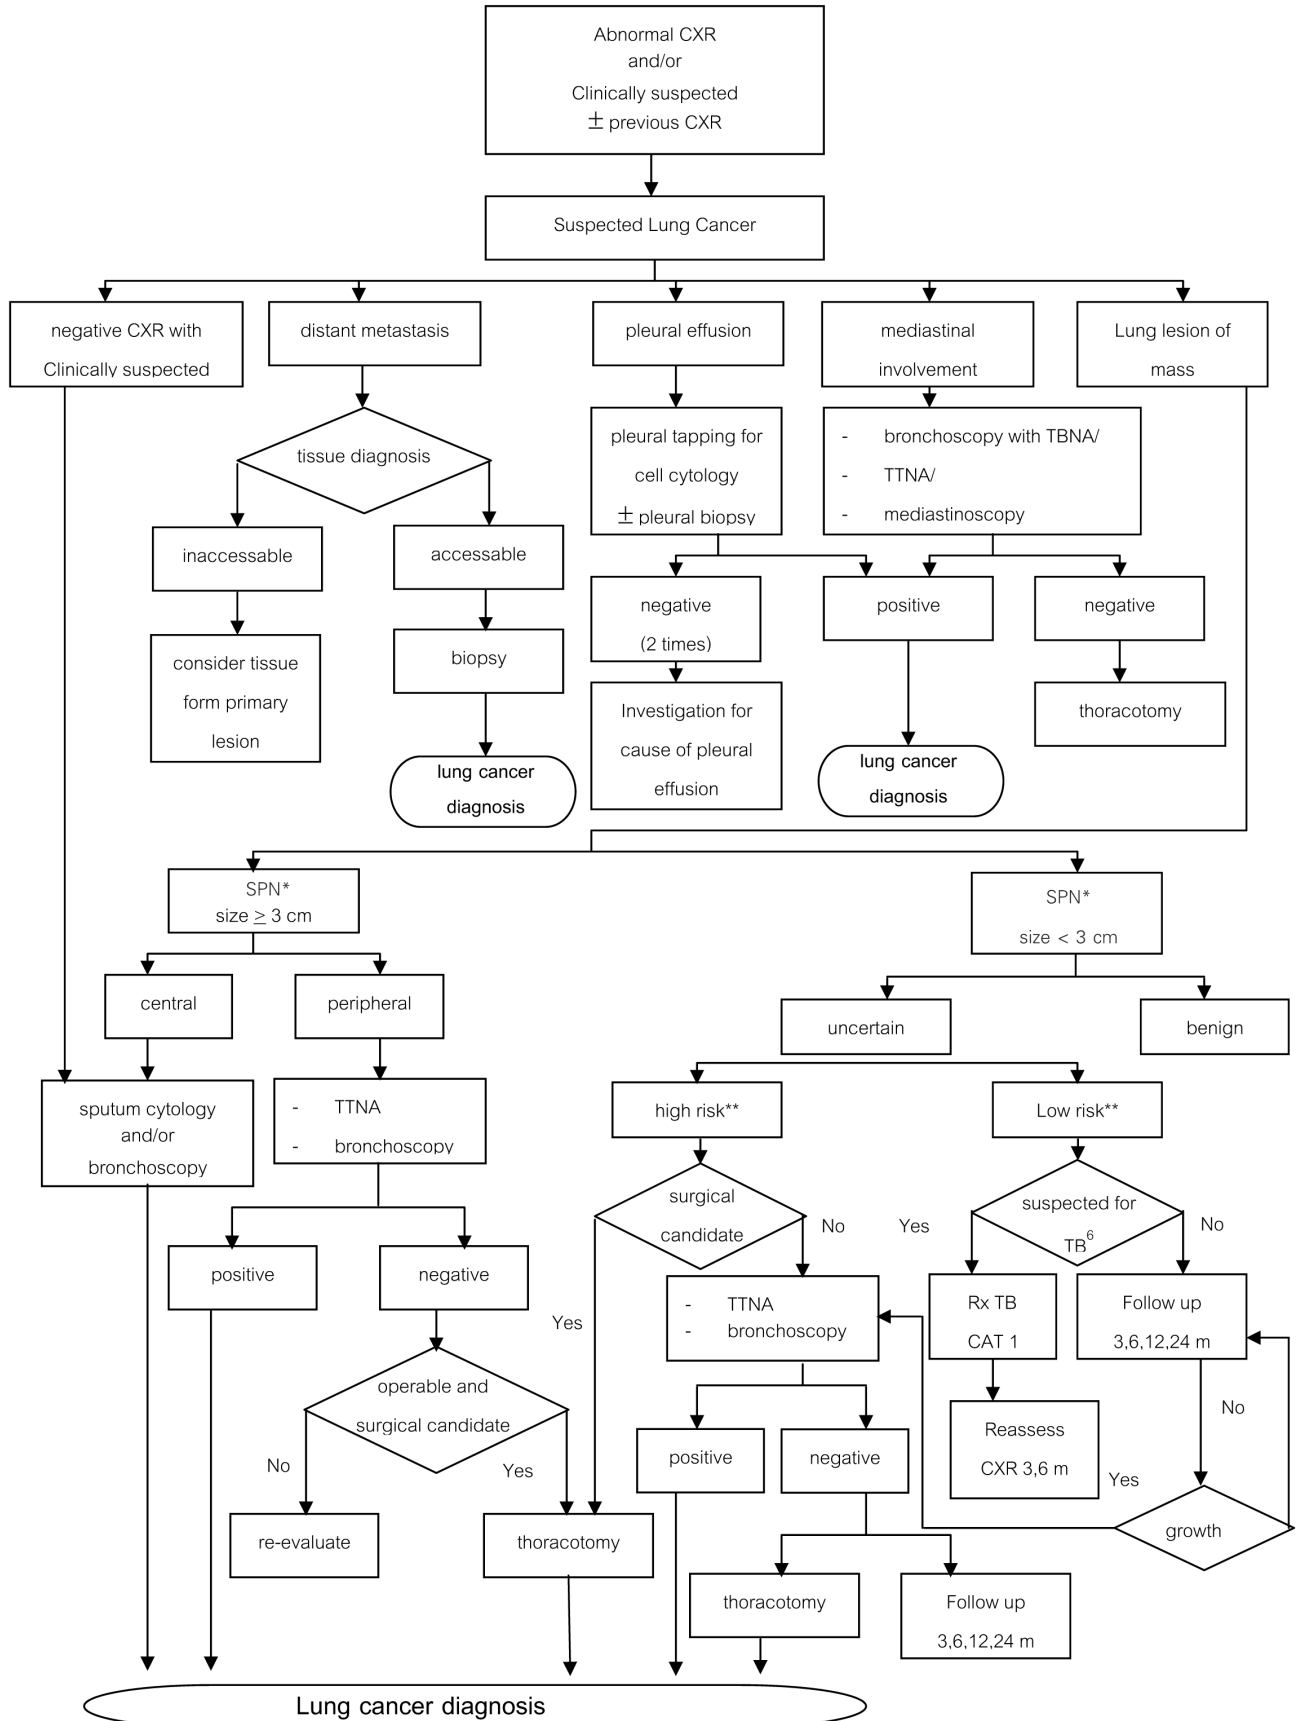 Abnormal CXR
and/or
Clinically suspected
± previous CXR
Suspected Lung Cancer
negative CXR with
Clinically suspected
distant metastasis
pleural effusion
mediastinal
involvement
Lung lesion of
mass
tissue diagnosis
pleural tapping for
cell cytology
± pleural biopsy
- bronchoscopy with TBNA/
- TTNA/
- mediastinoscopy
inaccessable
accessable
negative
(2 times)
positive
negative
consider tissue
form primary
lesion
biopsy
Investigation for
cause of pleural
effusion
thoracotomy
lung cancer
diagnosis
lung cancer
diagnosis
SPN*
size ≥ 3 cm
SPN*
size < 3 cm
central
peripheral
uncertain
benign
sputum cytology
and/or
bronchoscopy
- TTNA
- bronchoscopy
high risk**
Low risk**
surgical
candidate
No
Yes
suspected for
TB6
Yes
No
positive
negative
- TTNA
- bronchoscopy
Rx TB
CAT 1
Follow up
3,6,12,24 m
operable and
surgical candidate
No
Yes
positive
negative
Reassess
CXR 3,6 m
No
Yes
growth
re-evaluate
thoracotomy
thoracotomy
Follow up
3,6,12,24 m
Lung cancer diagnosis